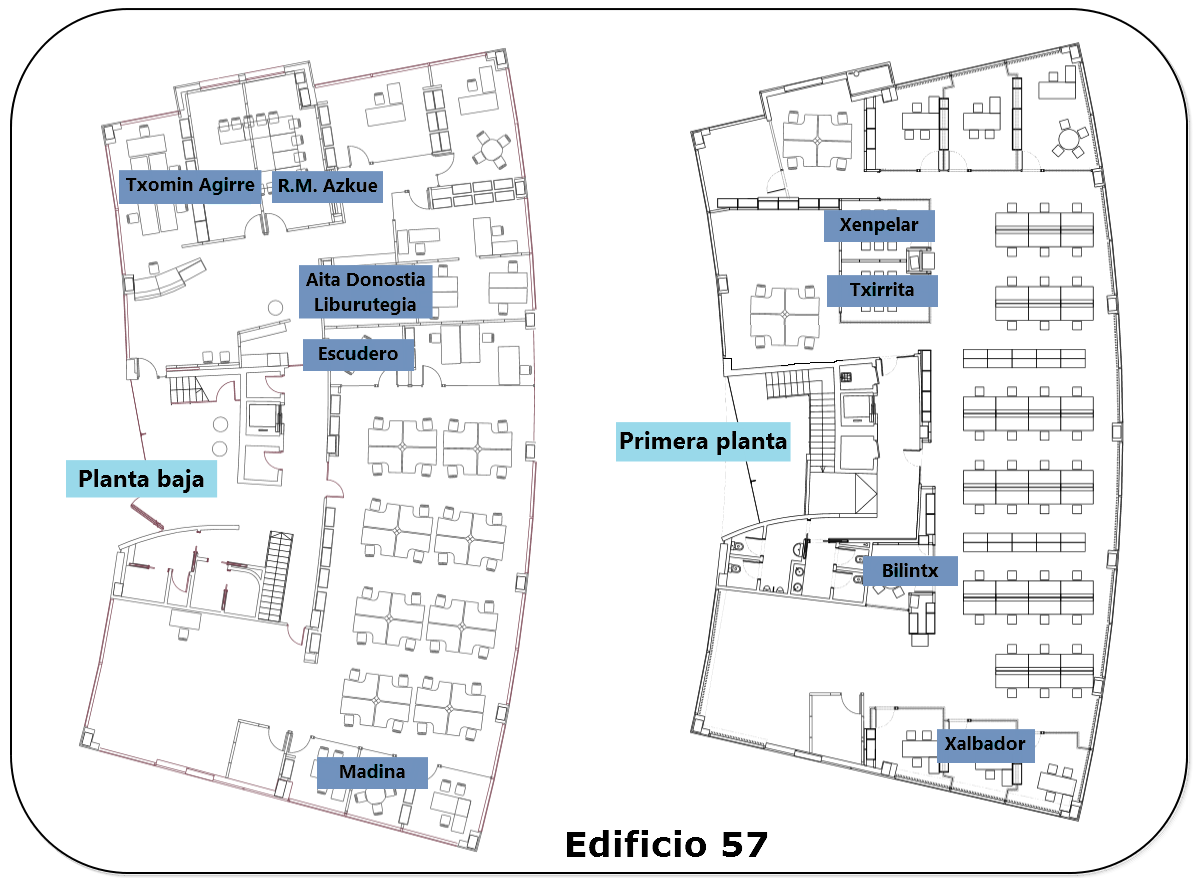 Txomin Agirre
R.M. Azkue
Aita Donostia
Liburutegia
Escudero
Planta baja
Madina
Xenpelar
Txirrita
Primera planta
Bilintx
Xalbador
Edificio 57